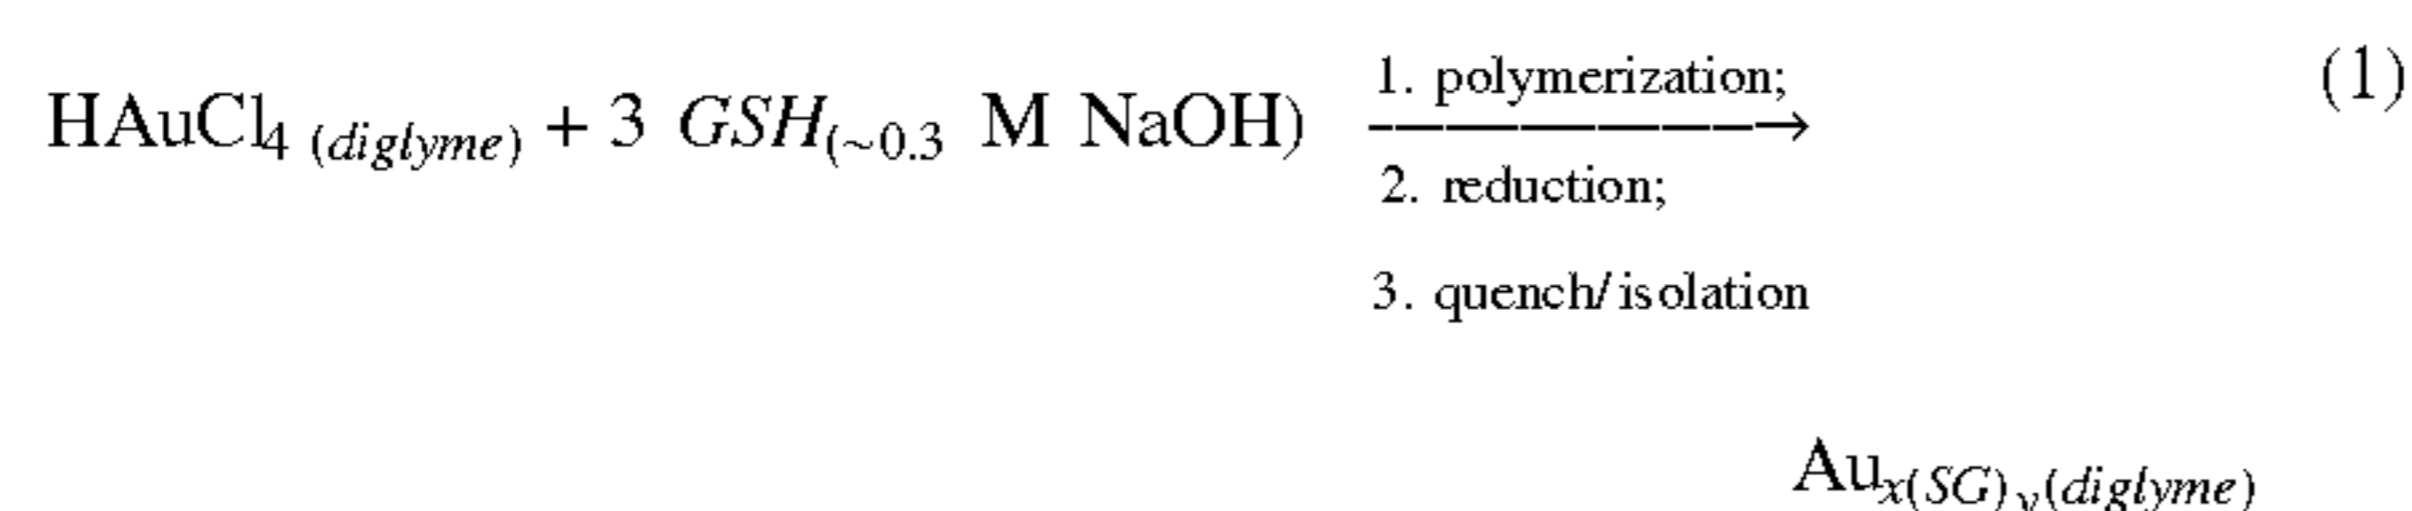 1. polymerization; (1)
HAuCl4 (diglyme) + 3 GSH(~0.3 M NaOH) ----------→
2. reduction;
3. quench/isolation
Aux(SG)y(diglyme)